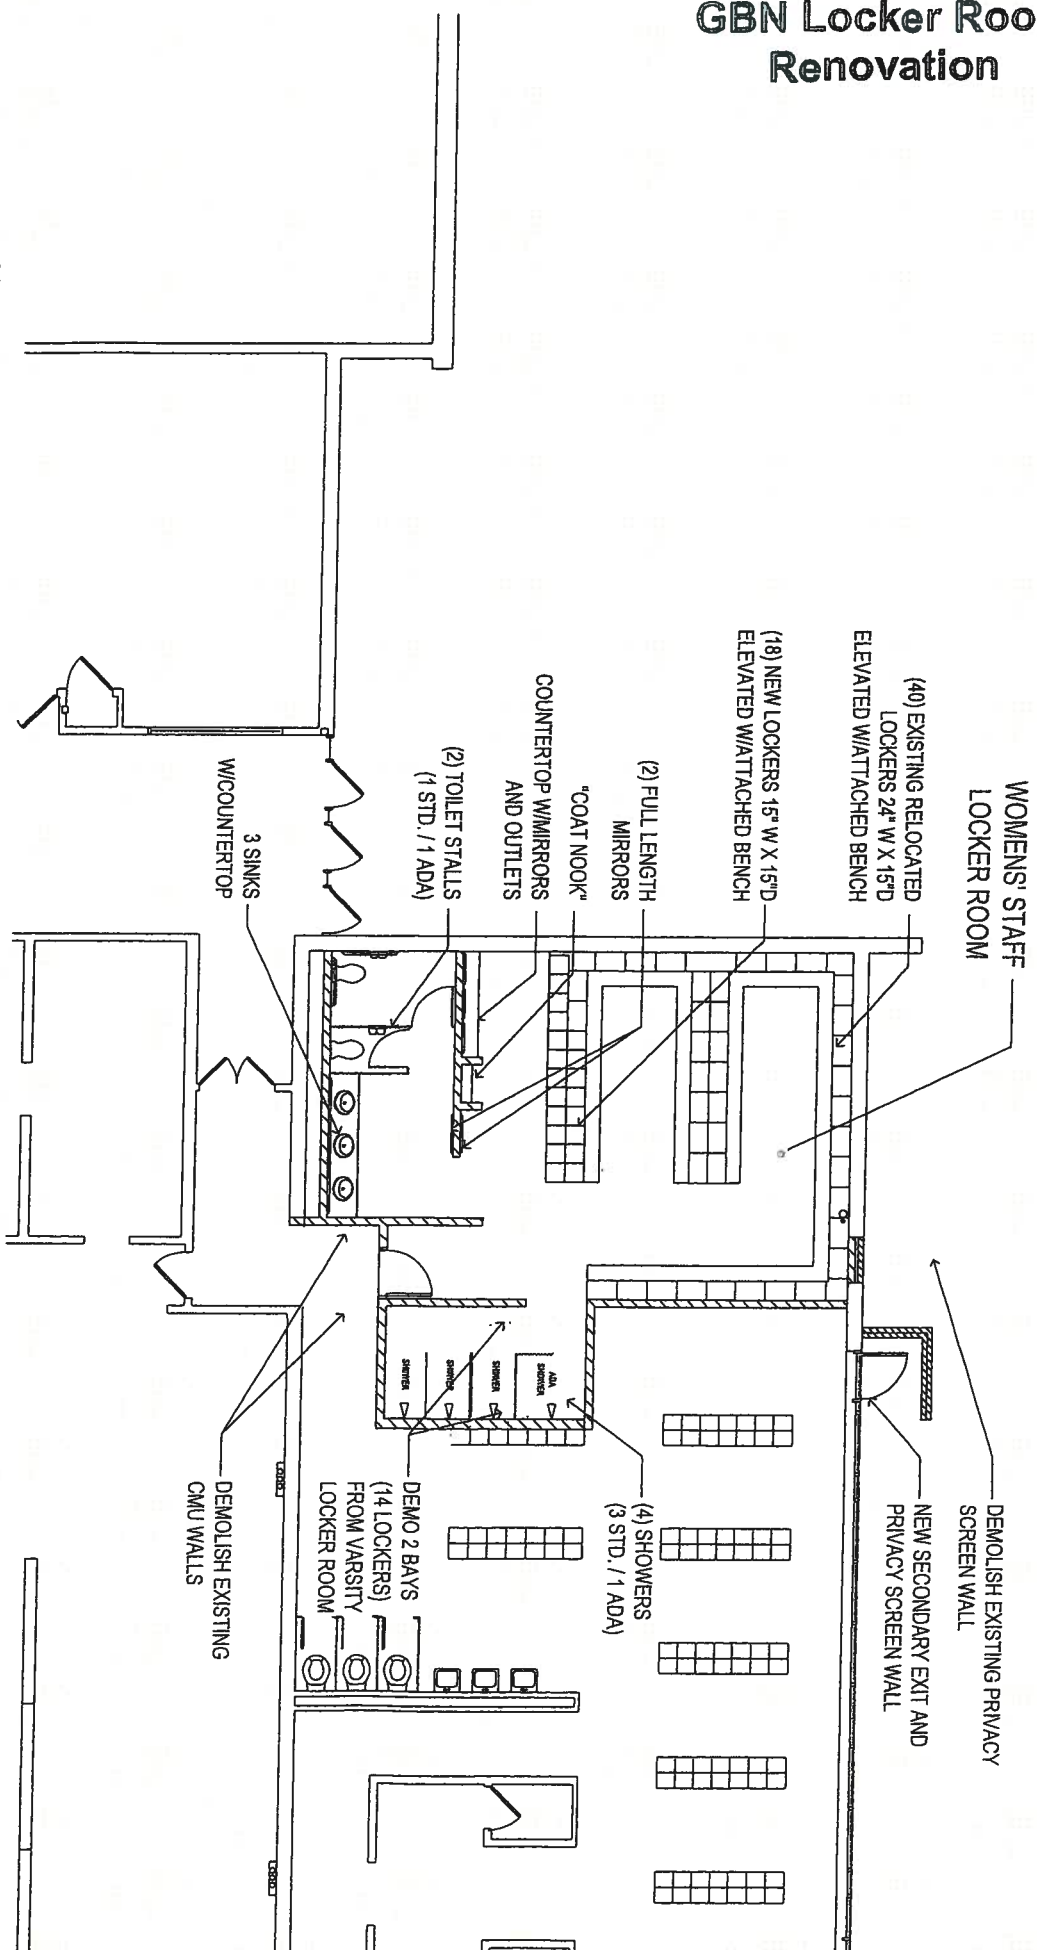 GBN Locker Roo
Renovation
WOMENS' STAFF
LOCKER ROOM
(40) EXISTING RELOCATED
LOCKERS 24" W X 15"D
ELEVATED W/ATTACHED BENCH
(18) NEW LOCKERS 15" W X 15"D
ELEVATED W/ATTACHED BENCH
(2) FULL LENGTH
MIRRORS
"COAT NOOK"
COUNTERTOP W/MIRRORS
AND OUTLETS
(2) TOILET STALLS
(1 STD. / 1 ADA)
3 SINKS
W/COUNTERTOP
ADA
SHOWER
SHOWER
SHOWER
SHOWER
DEMOLISH EXISTING PRIVACY
SCREEN WALL
NEW SECONDARY EXIT AND
PRIVACY SCREEN WALL
(4) SHOWERS
(3 STD. / 1 ADA)
DEMO 2 BAYS
(14 LOCKERS)
FROM VARSITY
LOCKER ROOM
DEMOLISH EXISTING
CMU WALLS